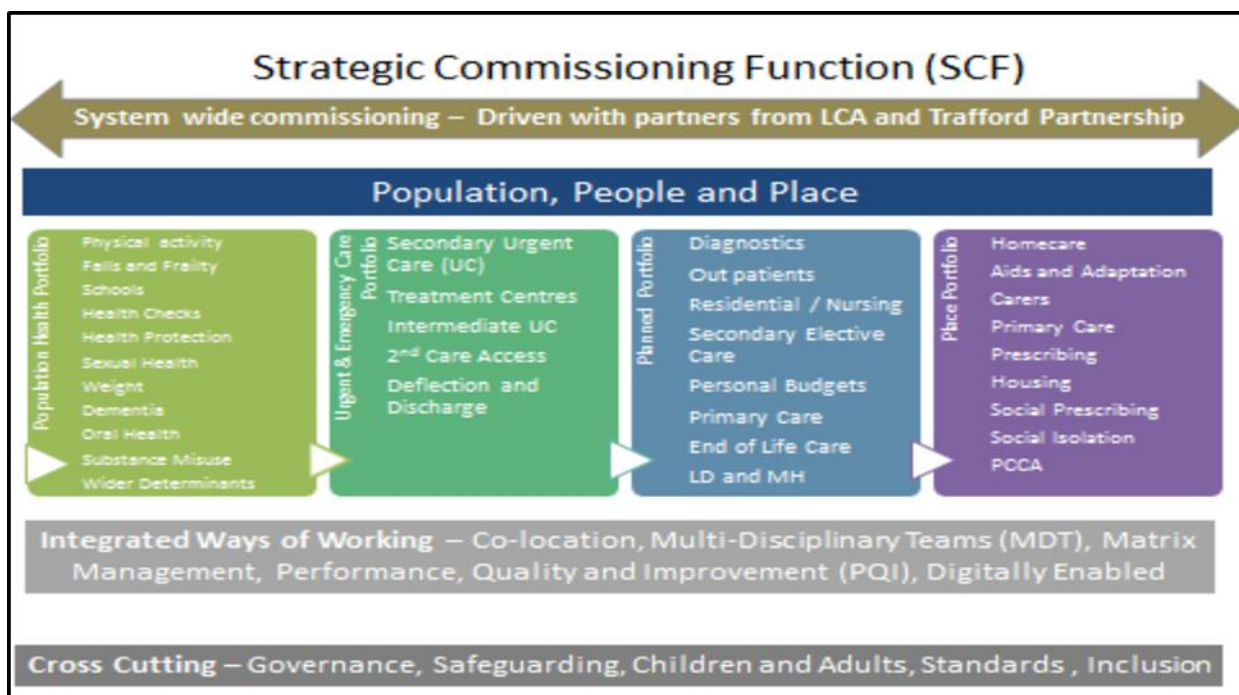 Strategic Commissioning Function (SCF)
System wide commissioning – Driven with partners from LCA and Trafford Partnership
Population, People and Place
Population Health Portfolio
Physical activity
Falls and Frailty
Schools
Health Checks
Health Protection
Sexual Health
Weight
Dementia
Oral Health
Substance Misuse
Wider Determinants
Urgent & Emergency Care
Portfolio
Secondary Urgent
Care (UC)
Treatment Centres
Intermediate UC
2nd Care Access
Deflection and
Discharge
Planned Portfolio
Diagnostics
Out patients
Residential / Nursing
Secondary Elective
Care
Personal Budgets
Primary Care
End of Life Care
LD and MH
Place Portfolio
Homecare
Aids and Adaptation
Carers
Primary Care
Prescribing
Housing
Social Prescribing
Social Isolation
PCCA
Integrated Ways of Working – Co-location, Multi-Disciplinary Teams (MDT), Matrix
Management, Performance, Quality and Improvement (PQI), Digitally Enabled
Cross Cutting – Governance, Safeguarding, Children and Adults, Standards , Inclusion